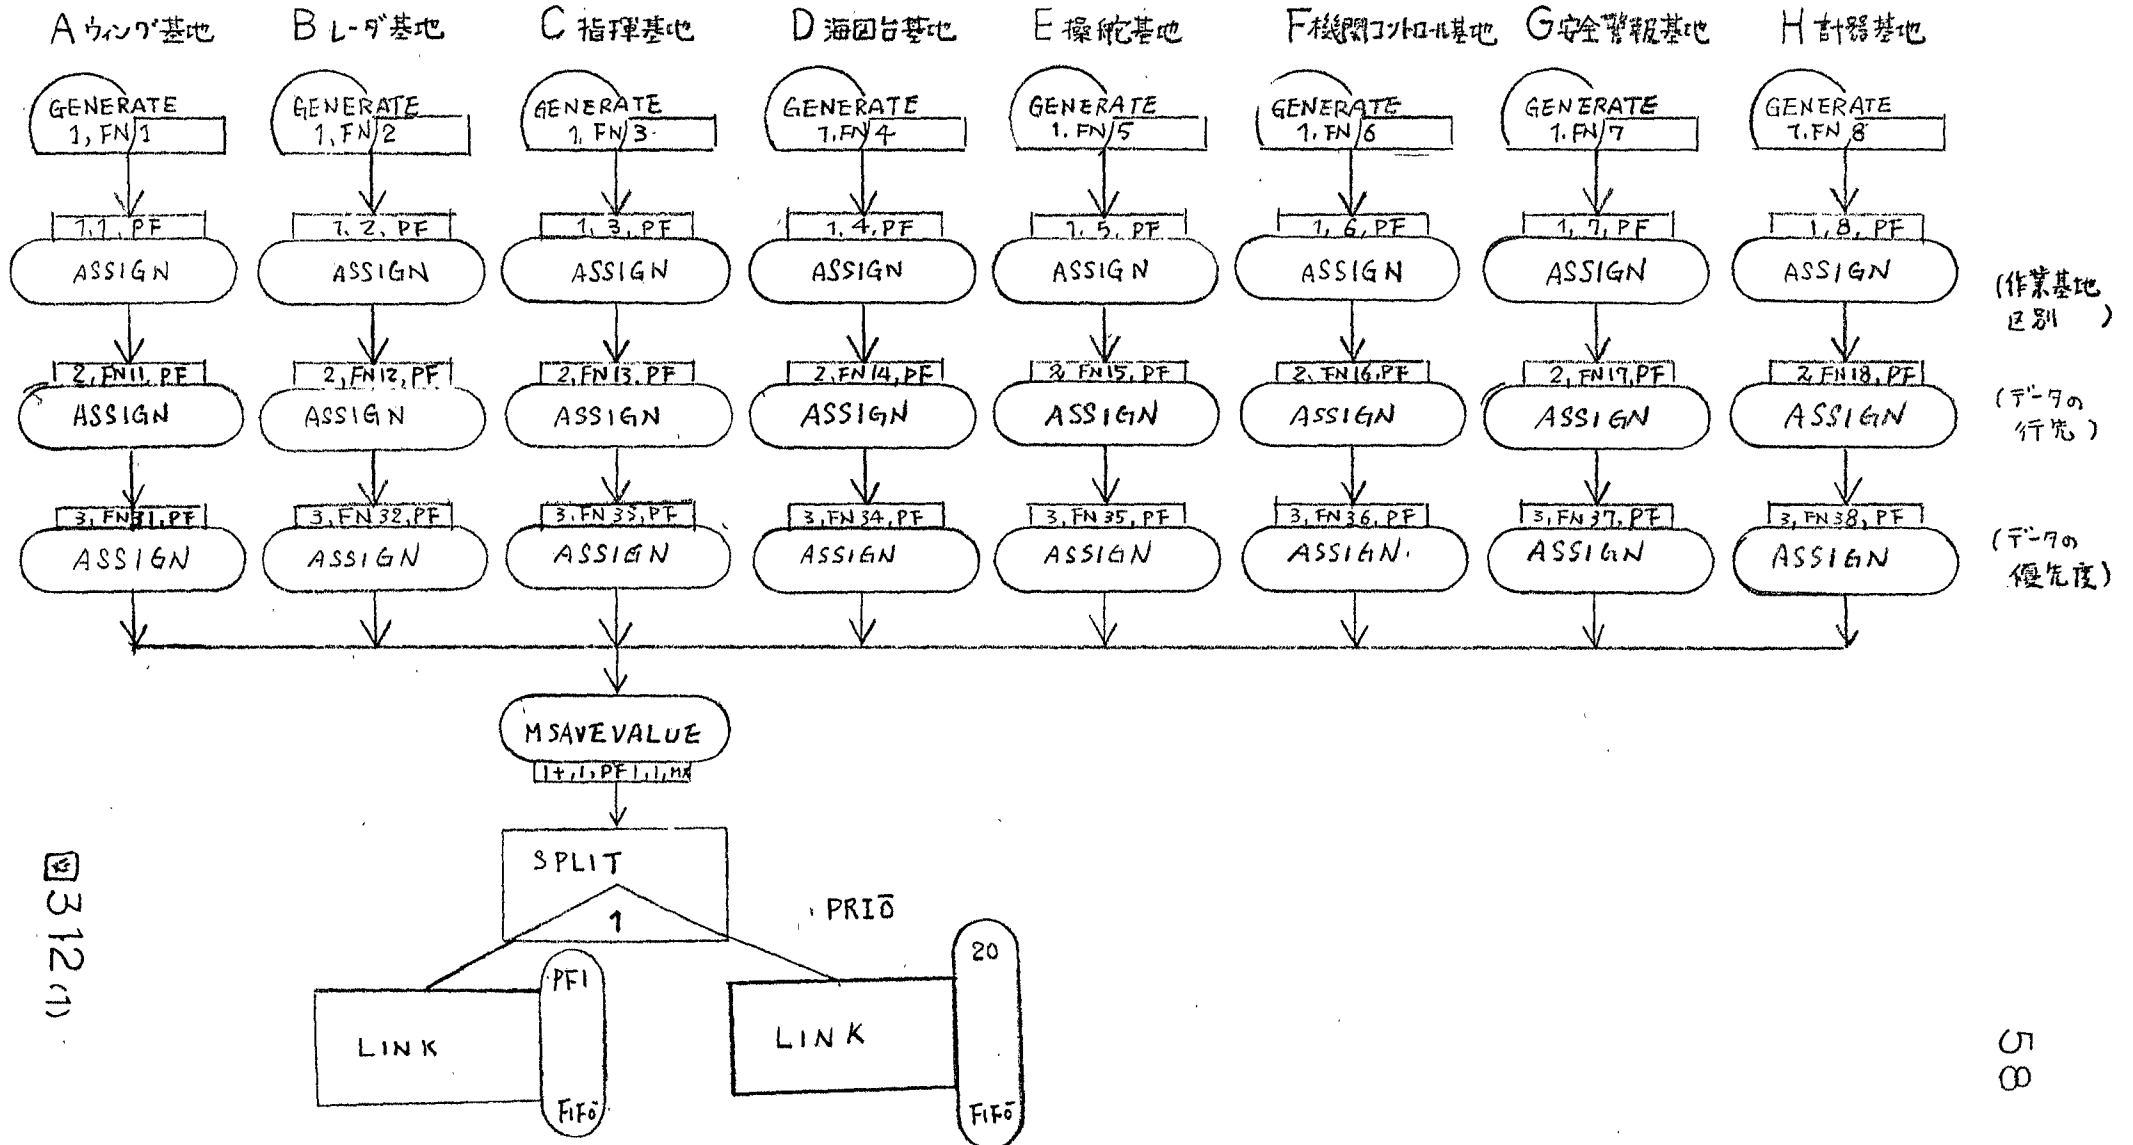 A ウィング基地 B レーダ基地 C 指揮基地 D 海図台基地 E 操舵基地 F 機関コントロール基地 G 安全警報基地 H 計器基地
GENERATE GENERATE GENERATE GENERATE GENERATE GENERATE GENERATE GENERATE
1, FN1 1, FN2 1, FN3 1, FN4 1. FN5 1, FN6 1. FN7 1. FN8
1, 1, PF 1, 2, PF 1, 3, PF 1, 4, PF 1, 5, PF 1, 6, PF 1, 7, PF 1, 8, PF
ASSIGN ASSIGN ASSIGN ASSIGN ASSIGN ASSIGN ASSIGN ASSIGN
(作業基地
区別 )
2, FN11, PF 2, FN12, PF 2, FN13, PF 2, FN14, PF 2, FN15, PF 2, FN16, PF 2, FN17, PF 2, FN18, PF
ASSIGN ASSIGN ASSIGN ASSIGN ASSIGN ASSIGN ASSIGN ASSIGN
(データの
行先 )
3, FN31, PF 3, FN32, PF 3, FN33, PF 3, FN34, PF 3, FN35, PF 3, FN36, PF 3, FN37, PF 3, FN38, PF
ASSIGN ASSIGN ASSIGN ASSIGN ASSIGN ASSIGN ASSIGN ASSIGN
(データの
優先度)
MSAVEVALUE
1+, 1, PF1, 1, MX
SPLIT
1
PRIŌ
PF1
LINK
FIFŌ
20
LINK
FIFŌ
図312(1)
58